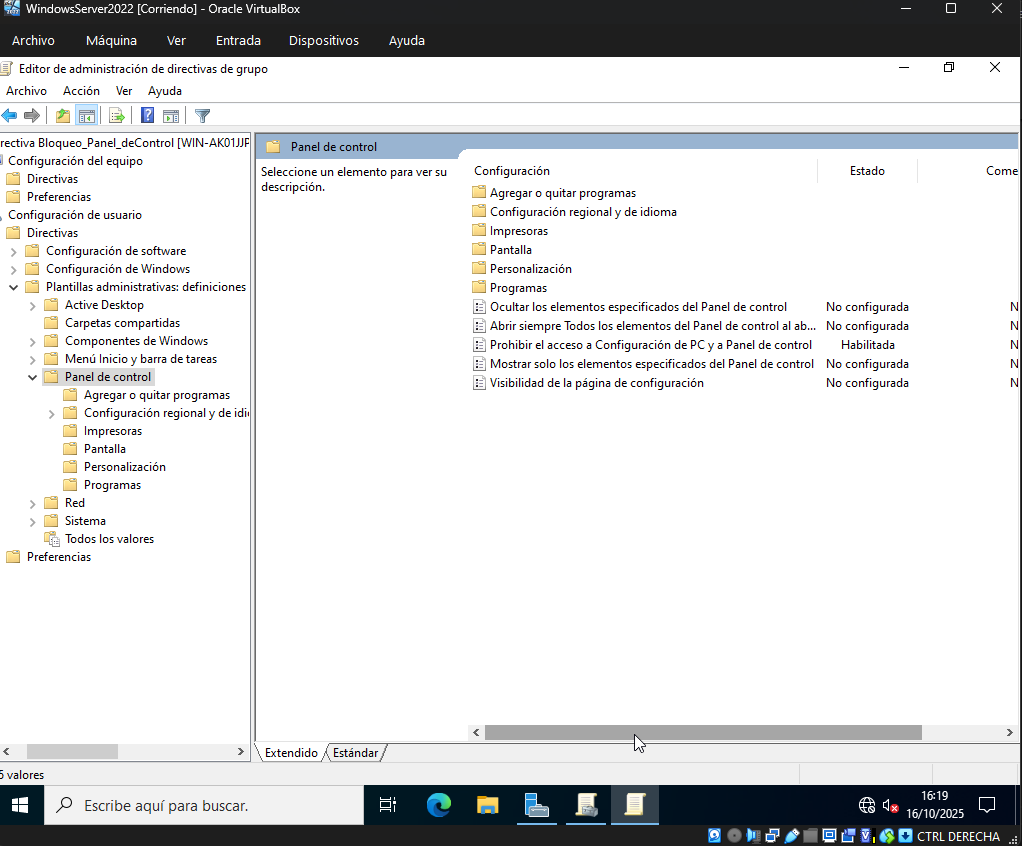 WindowsServer2022 [Corriendo] - Oracle VirtualBox
Archivo Máquina Ver Entrada Dispositivos Ayuda
Editor de administración de directivas de grupo
Archivo Acción Ver Ayuda
rectiva Bloqueo_Panel_deControl [WIN-AK01JJP
Configuración del equipo
Directivas
Preferencias
Configuración de usuario
Directivas
Configuración de software
Configuración de Windows
Plantillas administrativas: definiciones
Active Desktop
Carpetas compartidas
Componentes de Windows
Menú Inicio y barra de tareas
Panel de control
Agregar o quitar programas
Configuración regional y de idi
Impresoras
Pantalla
Personalización
Programas
Red
Sistema
Todos los valores
Preferencias
Panel de control
Seleccione un elemento para ver su
descripción.
Configuración Estado Come
Agregar o quitar programas
Configuración regional y de idioma
Impresoras
Pantalla
Personalización
Programas
Ocultar los elementos especificados del Panel de control No configurada N
Abrir siempre Todos los elementos del Panel de control al ab... No configurada N
Prohibir el acceso a Configuración de PC y a Panel de control Habilitada N
Mostrar solo los elementos especificados del Panel de control No configurada N
Visibilidad de la página de configuración No configurada N
Extendido Estándar
5 valores
Escribe aquí para buscar.
16:19
16/10/2025
CTRL DERECHA